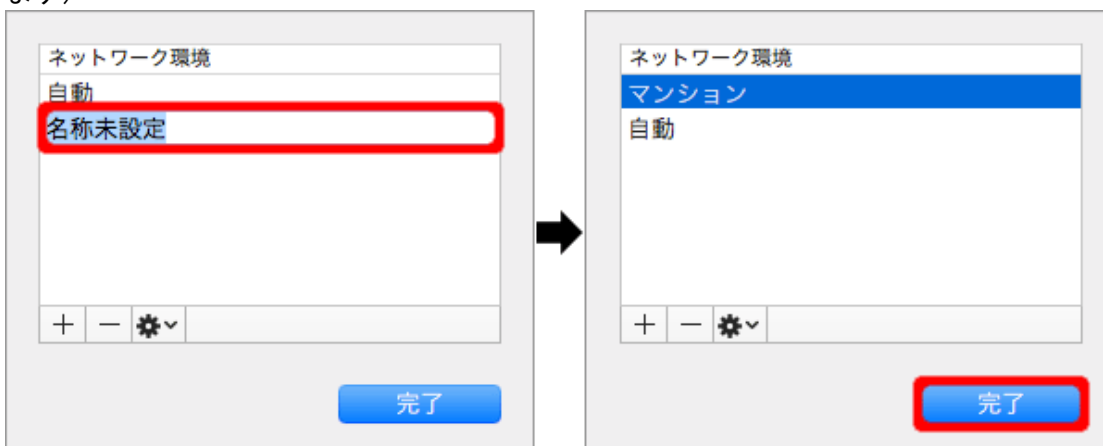 ネットワーク環境
自動
名称未設定
完了
ネットワーク環境
マンション
自動
完了